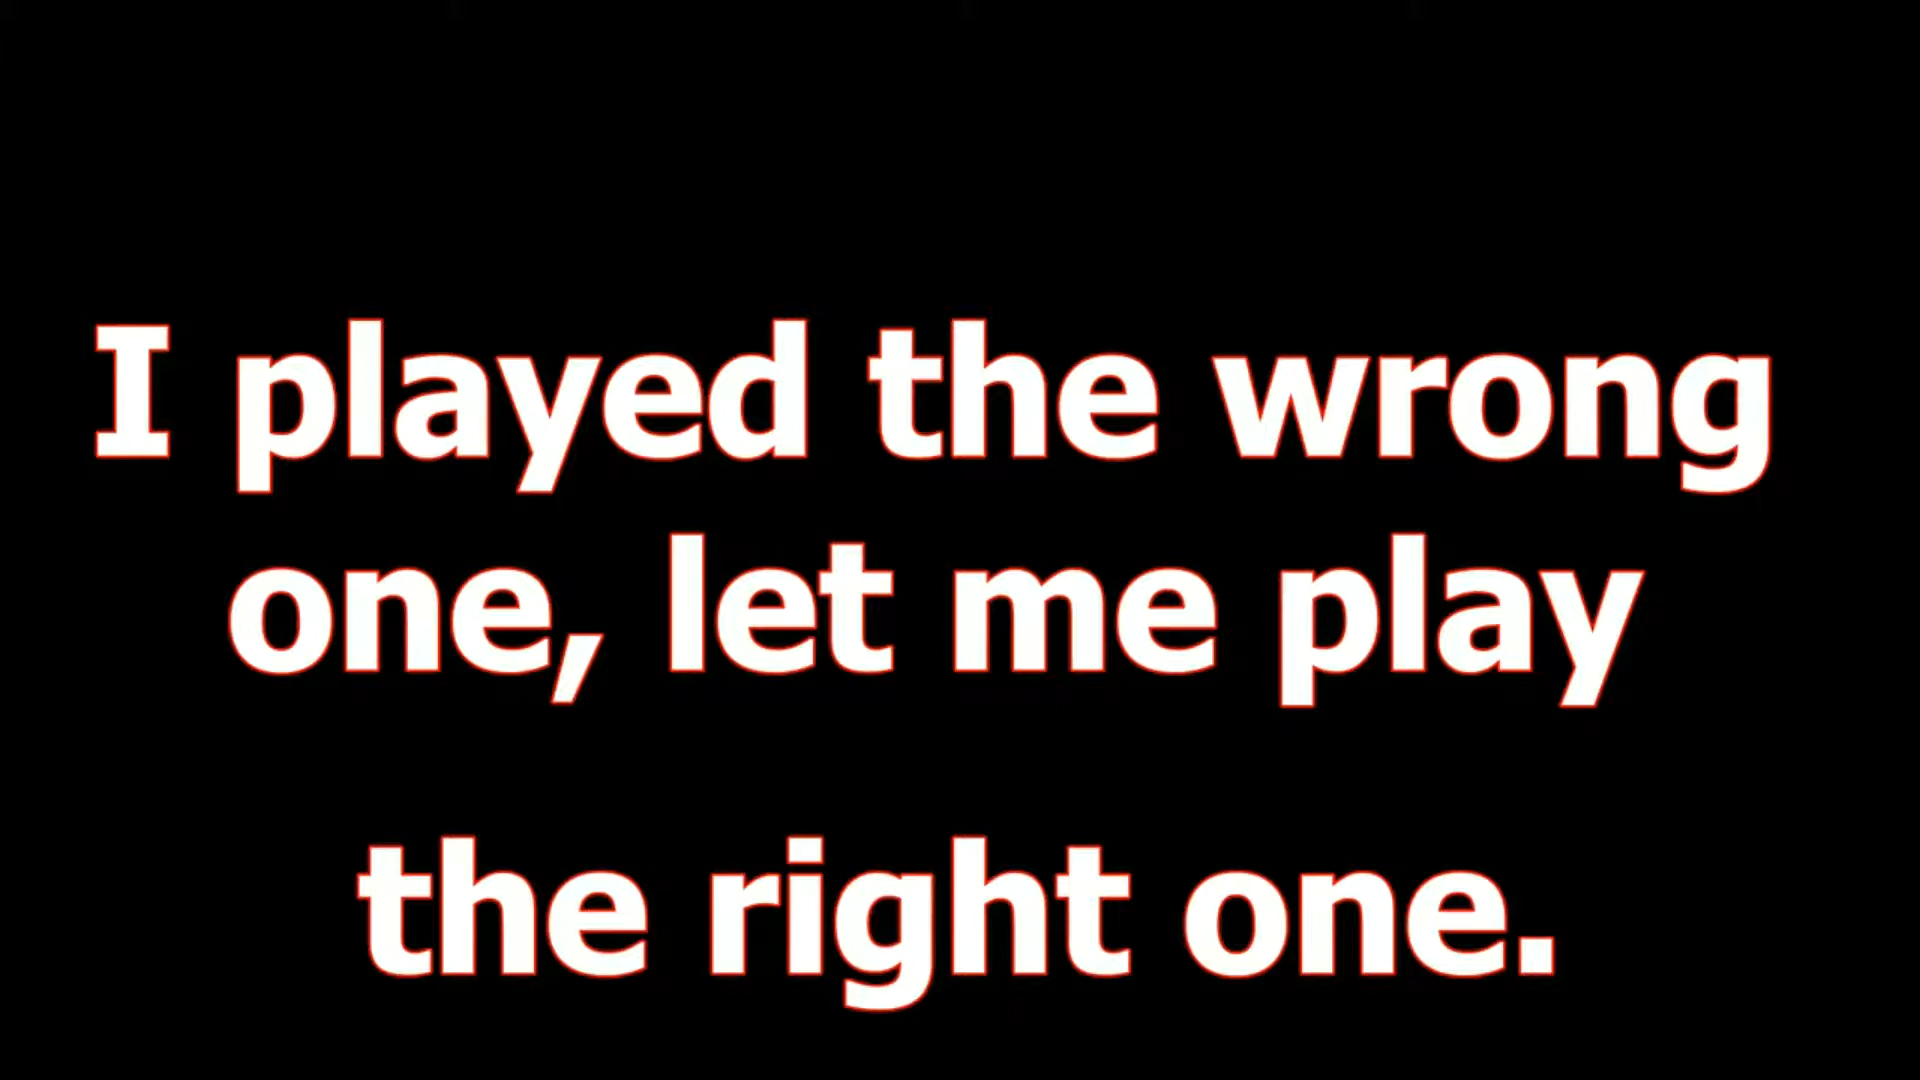 I played the wrong
one, let me play
the right one.